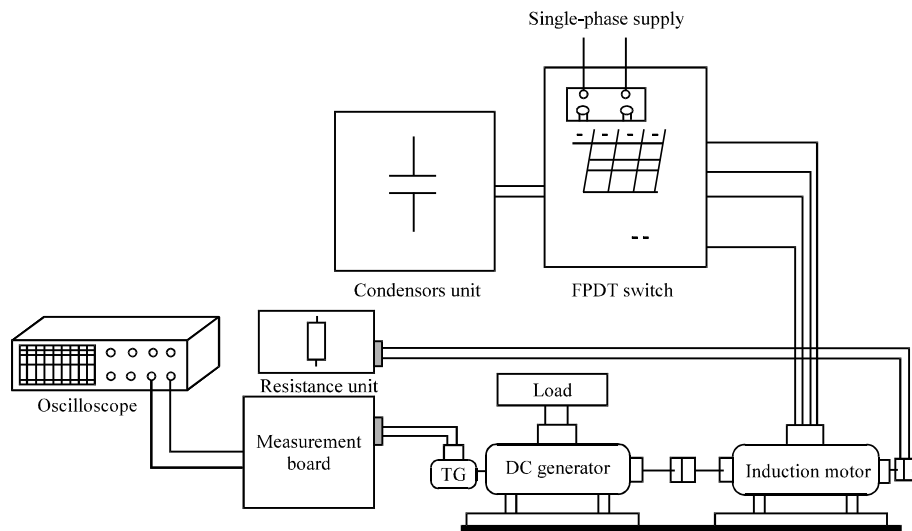 Single-phase supply
Condensors unit
FPDT switch
Resistance unit
Oscilloscope
Load
Measurement
board
TG
DC generator
Induction motor